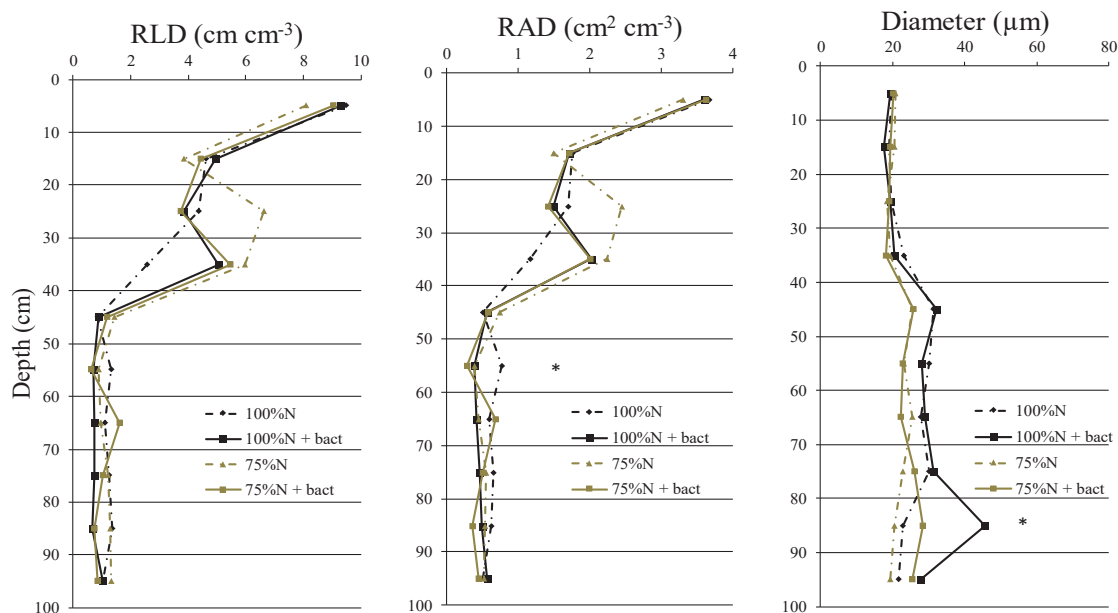 RLD (cm cm-3)
0 2 4 6 8 10
0
10
20
30
40
50
60
70
80
90
100
Depth (cm)
100%N
100%N + bact
75%N
75%N + bact
RAD (cm2 cm-3)
0 1 2 3 4
0
10
20
30
40
50
60
70
80
90
100
*
100%N
100%N + bact
75%N
75%N + bact
Diameter (µm)
0 20 40 60 80
0
10
20
30
40
50
60
70
80
90
100
100%N
100%N + bact
75%N
75%N + bact
*